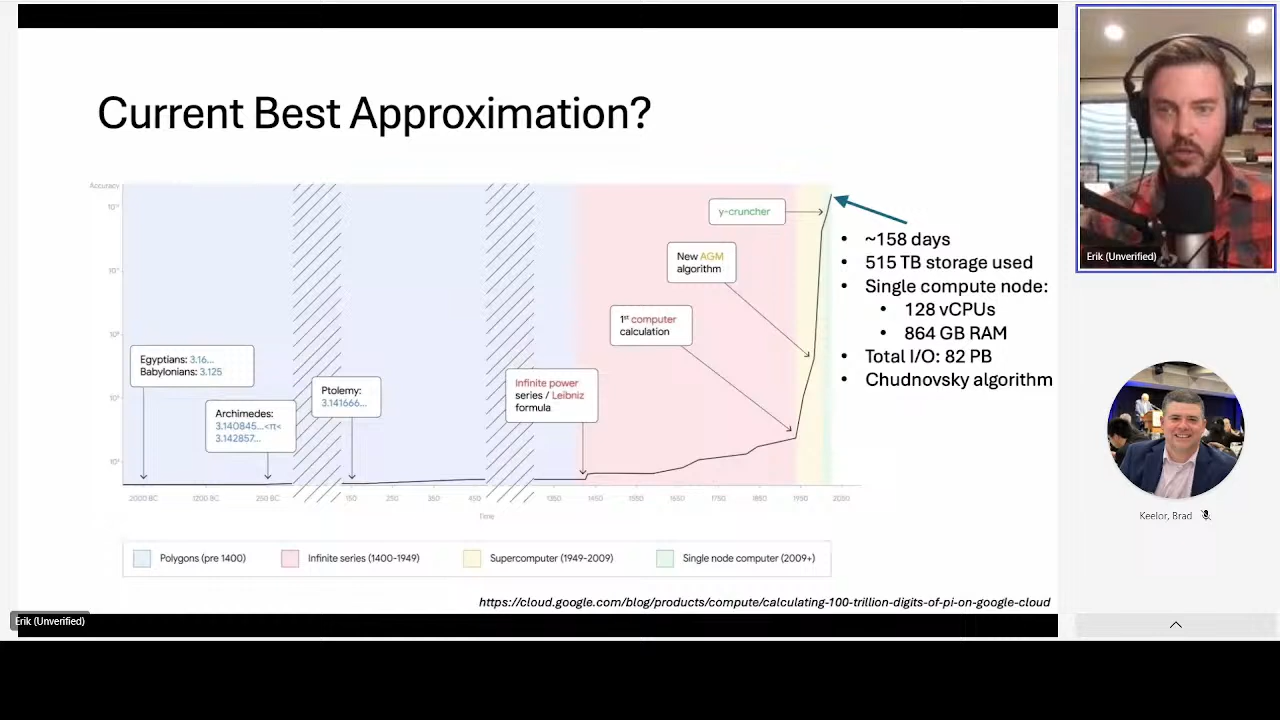 Current Best Approximation?
Accuracy
y-cruncher
New AGM
algorithm
1st computer
calculation
Egyptians: 3.16...
Babylonians: 3.125
Archimedes:
3.140845...<π<
3.142857...
Ptolemy:
3.141666...
Infinite power
series / Leibniz
formula
2000 BC 1200 BC 250 BC 150 250 350 450 1350 1450 1550 1650 1750 1850 1950 2050
Time
Polygons (pre 1400) Infinite series (1400-1949) Supercomputer (1949-2009) Single node computer (2009+)
• ~158 days
• 515 TB storage used
• Single compute node:
• 128 vCPUs
• 864 GB RAM
• Total I/O: 82 PB
• Chudnovsky algorithm
https://cloud.google.com/blog/products/compute/calculating-100-trillion-digits-of-pi-on-google-cloud
Erik (Unverified)
Erik (Unverified)
Keelor, Brad